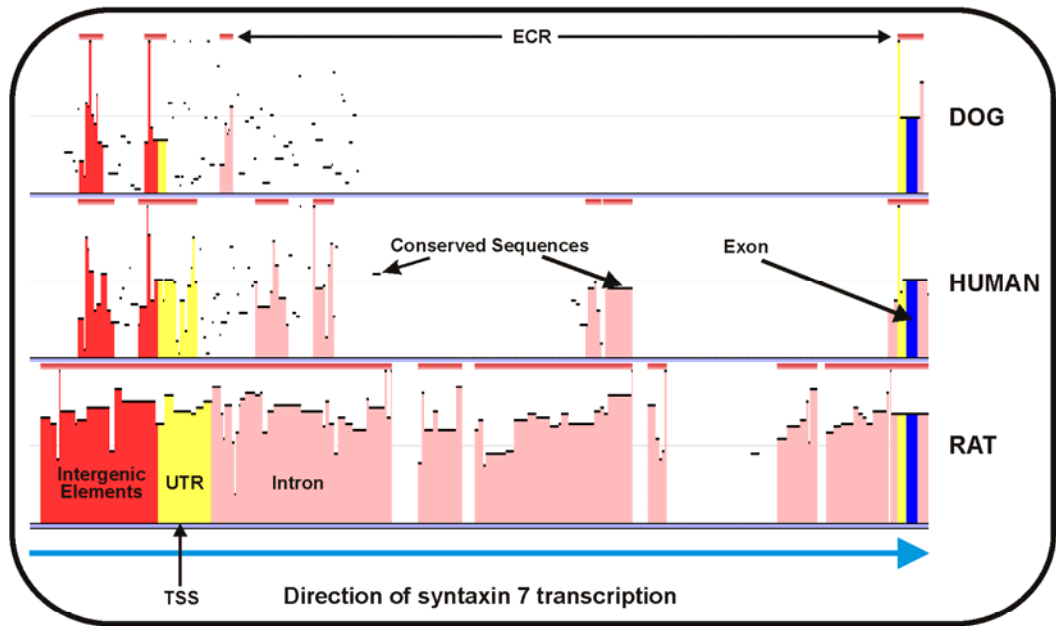 ECR
DOG
Conserved Sequences
Exon
HUMAN
Intergenic
Elements
UTR
Intron
RAT
TSS
Direction of syntaxin 7 transcription